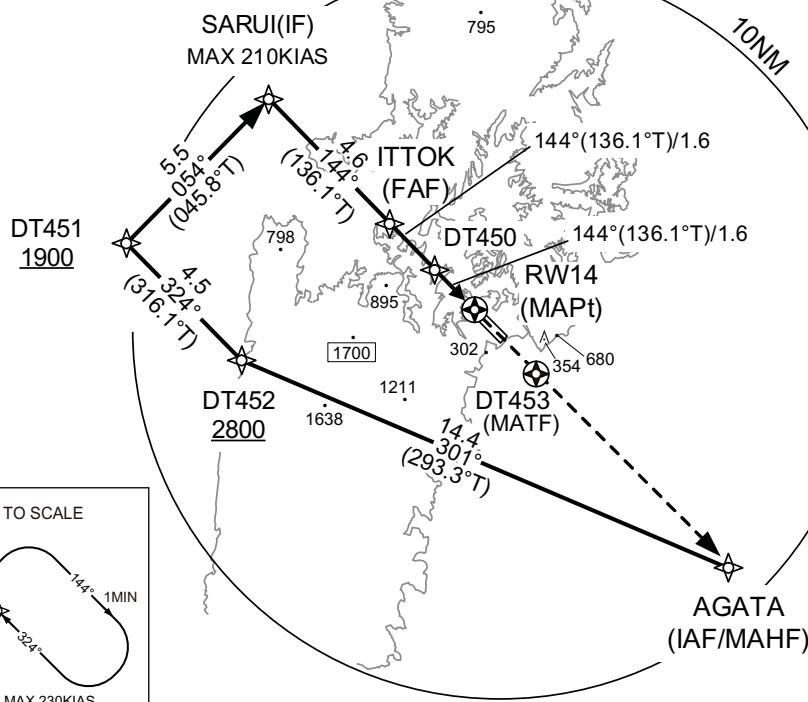 SARUI(IF)
MAX 210KIAS
795
10NM
5.5
054°
(045.8°T)
4.6
144°
(136.1°T)
ITTOK
(FAF)
144°(136.1°T)/1.6
DT451
1900
798
DT450
144°(136.1°T)/1.6
4.5
324°
(316.1°T)
895
RW14
(MAPt)
1700
302
354
680
DT452
2800
1211
1638
DT453
(MATF)
14.4
301°
(293.3°T)
TO SCALE
144°
1MIN
324°
MAX 230KIAS
AGATA
(IAF/MAHF)